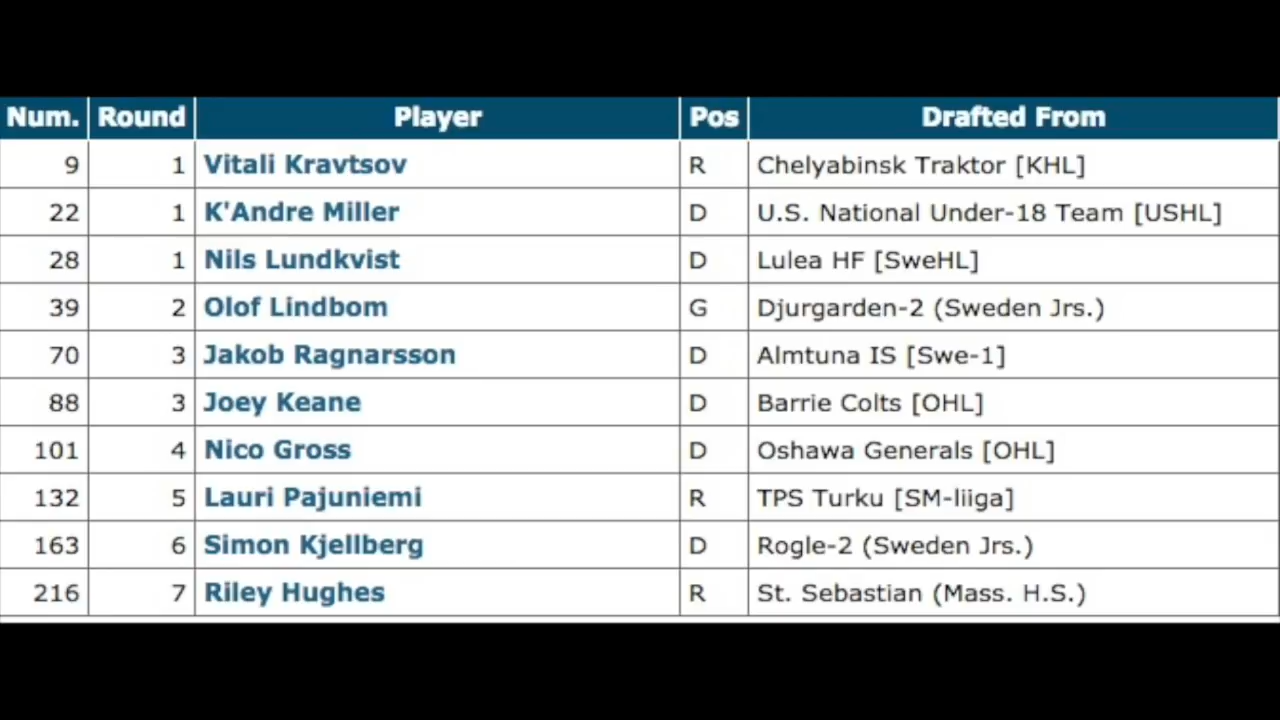 Num. Round Player Pos Drafted From
9 1 Vitali Kravtsov R Chelyabinsk Traktor [KHL]
22 1 K'Andre Miller D U.S. National Under-18 Team [USHL]
28 1 Nils Lundkvist D Lulea HF [SweHL]
39 2 Olof Lindbom G Djurgarden-2 (Sweden Jrs.)
70 3 Jakob Ragnarsson D Almtuna IS [Swe-1]
88 3 Joey Keane D Barrie Colts [OHL]
101 4 Nico Gross D Oshawa Generals [OHL]
132 5 Lauri Pajuniemi R TPS Turku [SM-liiga]
163 6 Simon Kjellberg D Rogle-2 (Sweden Jrs.)
216 7 Riley Hughes R St. Sebastian (Mass. H.S.)